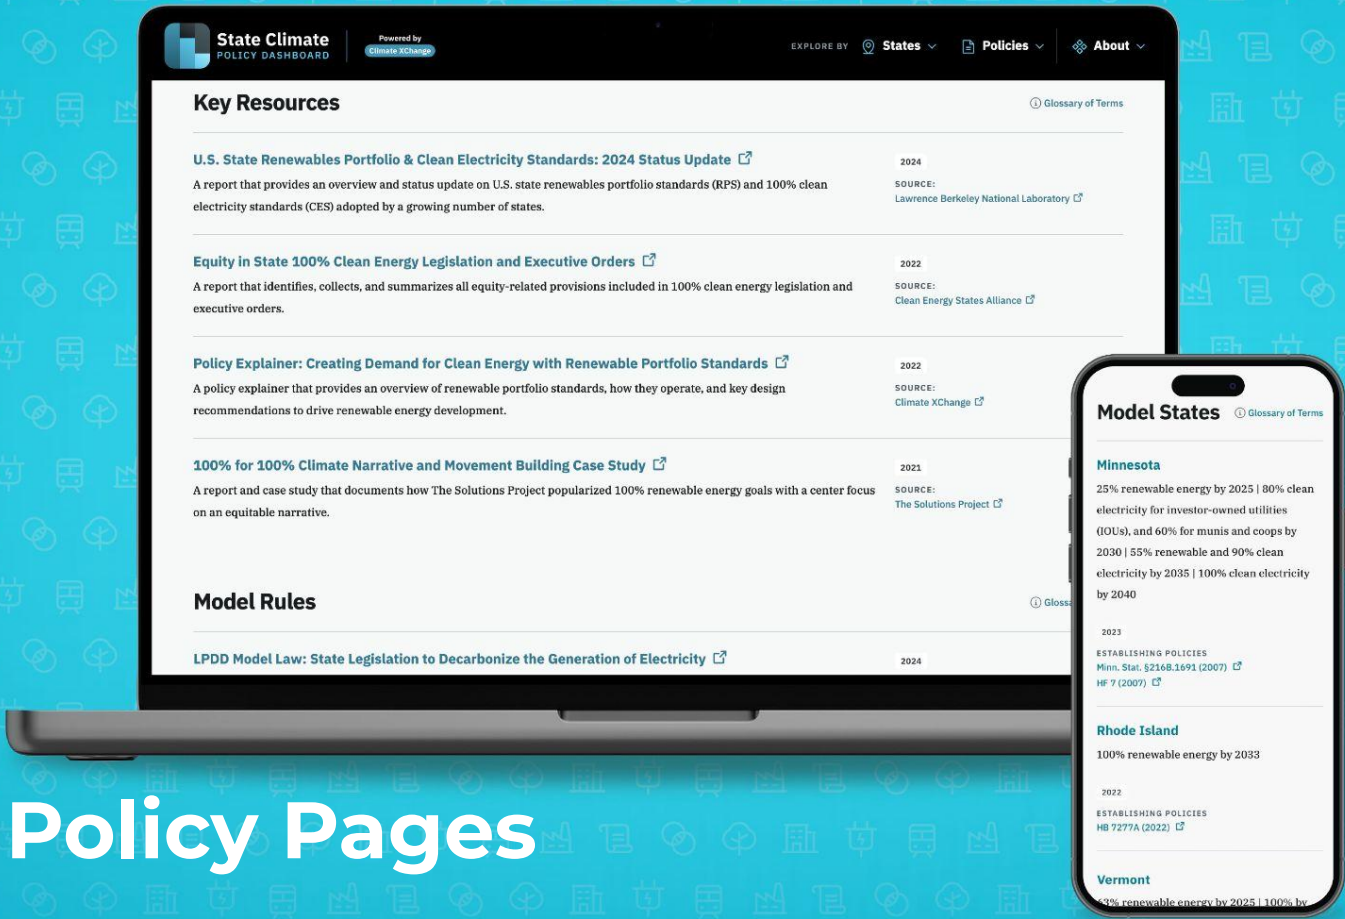 State Climate
POLICY DASHBOARD
Powered by
Climate XChange
EXPLORE BY
States
Policies
About
Key Resources
Glossary of Terms
U.S. State Renewables Portfolio & Clean Electricity Standards: 2024 Status Update
A report that provides an overview and status update on U.S. state renewables portfolio standards (RPS) and 100% clean
electricity standards (CES) adopted by a growing number of states.
2024
SOURCE:
Lawrence Berkeley National Laboratory
Equity in State 100% Clean Energy Legislation and Executive Orders
A report that identifies, collects, and summarizes all equity-related provisions included in 100% clean energy legislation and
executive orders.
2022
SOURCE:
Clean Energy States Alliance
Policy Explainer: Creating Demand for Clean Energy with Renewable Portfolio Standards
A policy explainer that provides an overview of renewable portfolio standards, how they operate, and key design
recommendations to drive renewable energy development.
2022
SOURCE:
Climate XChange
100% for 100% Climate Narrative and Movement Building Case Study
A report and case study that documents how The Solutions Project popularized 100% renewable energy goals with a center focus
on an equitable narrative.
2021
SOURCE:
The Solutions Project
Model Rules
LPDD Model Law: State Legislation to Decarbonize the Generation of Electricity
2024
Model States
Glossary of Terms
Minnesota
25% renewable energy by 2025 | 80% clean
electricity for investor-owned utilities
(IOUs), and 60% for munis and coops by
2030 | 55% renewable and 90% clean
electricity by 2035 | 100% clean electricity
by 2040
2023
ESTABLISHING POLICIES
Minn. Stat. §216B.1691 (2007)
HF 7 (2007)
Rhode Island
100% renewable energy by 2033
2022
ESTABLISHING POLICIES
HB 7277A (2022)
Vermont
63% renewable energy by 2025 | 100% by
Policy Pages